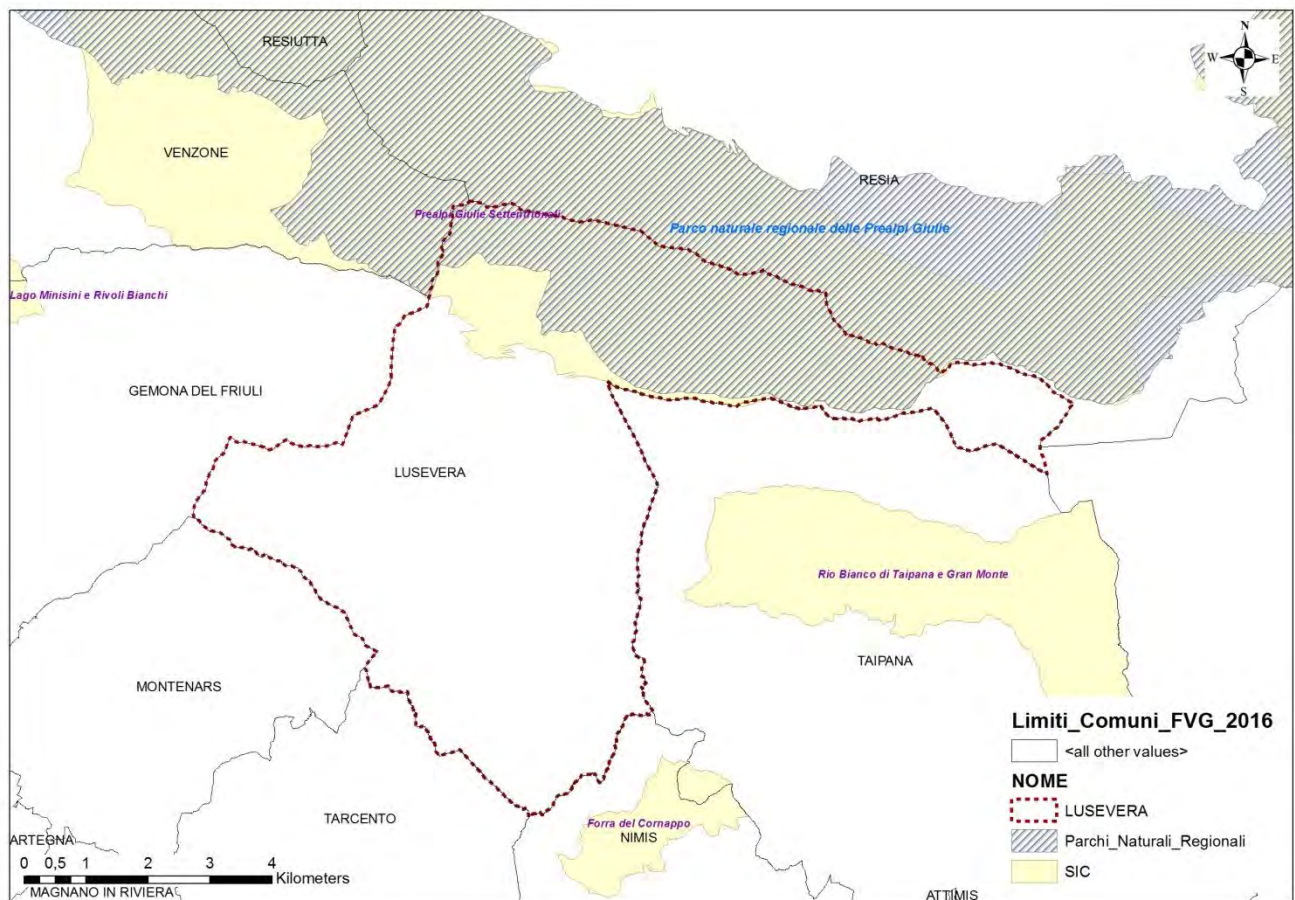 RESIUTTA
N
W E
S
VENZONE
RESIA
Prealpi Giulie Settentrionali
Parco naturale regionale delle Prealpi Giulie
Lago Minisini e Rivoli Bianchi
GEMONA DEL FRIULI
LUSEVERA
Rio Bianco di Taipana e Gran Monte
TAIPANA
MONTENARS
Limiti_Comuni_FVG_2016
<all other values>
NOME
LUSEVERA
Parchi_Naturali_Regionali
SIC
TARCENTO
Forra del Cornappo
NIMIS
ARTEGNA
0 0,5 1 2 3 4
Kilometers
MAGNANO IN RIVIERA
ATTIMIS